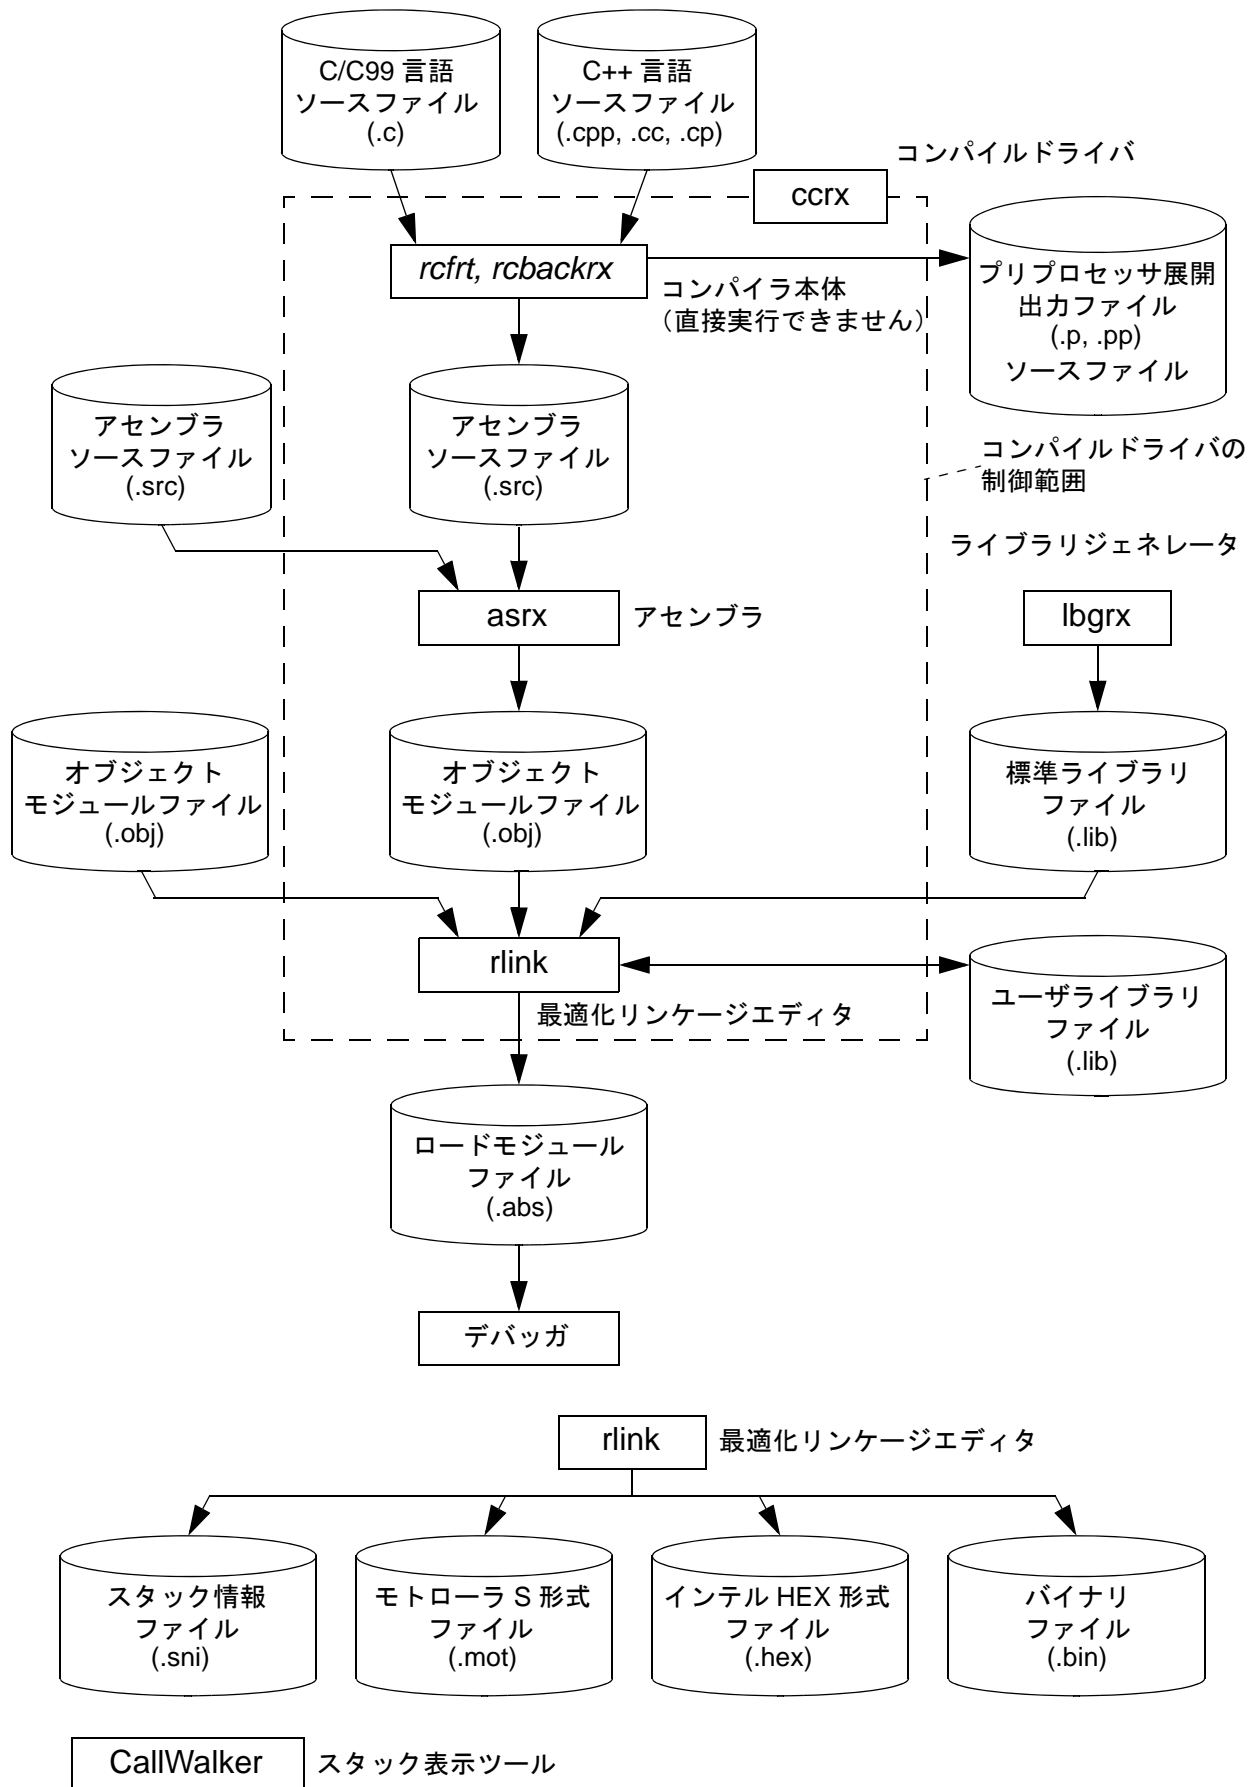 C/C99 言語
ソースファイル
(.c)
C++ 言語
ソースファイル
(.cpp, .cc, .cp)
コンパイルドライバ
ccrx
rcfrt, rcbackrx
コンパイラ本体
（直接実行できません）
プリプロセッサ展開
出力ファイル
(.p, .pp)
ソースファイル
アセンブラ
ソースファイル
(.src)
アセンブラ
ソースファイル
(.src)
コンパイルドライバの
制御範囲
ライブラリジェネレータ
asrx
アセンブラ
lbgrx
オブジェクト
モジュールファイル
(.obj)
オブジェクト
モジュールファイル
(.obj)
標準ライブラリ
ファイル
(.lib)
rlink
最適化リンケージエディタ
ユーザライブラリ
ファイル
(.lib)
ロードモジュール
ファイル
(.abs)
デバッガ
rlink
最適化リンケージエディタ
スタック情報
ファイル
(.sni)
モトローラ S 形式
ファイル
(.mot)
インテル HEX 形式
ファイル
(.hex)
バイナリ
ファイル
(.bin)
CallWalker
スタック表示ツール